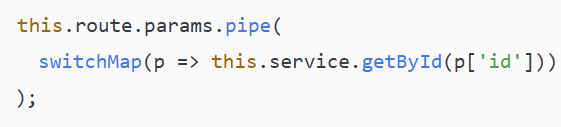 this.route.params.pipe(
  switchMap(p => this.service.getById(p['id']))
);